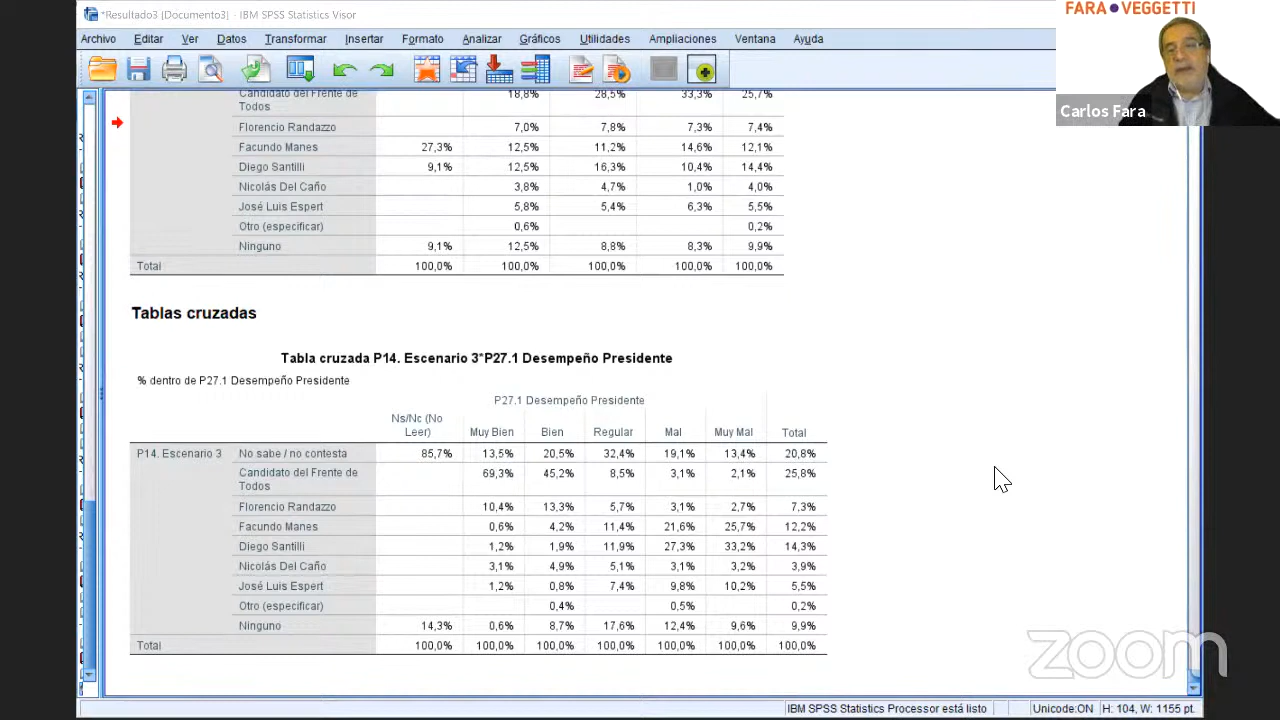 *Resultado3 [Documento3] - IBM SPSS Statistics Visor
FARA VEGGETTI
Archivo Editar Ver Datos Transformar Insertar Formato Analizar Gráficos Utilidades Ampliaciones Ventana Ayuda
Carlos Fara
Candidato del Frente de Todos 18,8% 28,5% 33,3% 25,7%
Florencio Randazzo 7,0% 7,8% 7,3% 7,4%
Facundo Manes 27,3% 12,5% 11,2% 14,6% 12,1%
Diego Santilli 9,1% 12,5% 16,3% 10,4% 14,4%
Nicolás Del Caño 3,8% 4,7% 1,0% 4,0%
José Luis Espert 5,8% 5,4% 6,3% 5,5%
Otro (especificar) 0,6% 0,2%
Ninguno 9,1% 12,5% 8,8% 8,3% 9,9%
Total 100,0% 100,0% 100,0% 100,0% 100,0%
Tablas cruzadas
Tabla cruzada P14. Escenario 3*P27.1 Desempeño Presidente
% dentro de P27.1 Desempeño Presidente
P27.1 Desempeño Presidente
Ns/Nc (No Leer) Muy Bien Bien Regular Mal Muy Mal Total
P14. Escenario 3 No sabe / no contesta 85,7% 13,5% 20,5% 32,4% 19,1% 13,4% 20,8%
Candidato del Frente de Todos 69,3% 45,2% 8,5% 3,1% 2,1% 25,8%
Florencio Randazzo 10,4% 13,3% 5,7% 3,1% 2,7% 7,3%
Facundo Manes 0,6% 4,2% 11,4% 21,6% 25,7% 12,2%
Diego Santilli 1,2% 1,9% 11,9% 27,3% 33,2% 14,3%
Nicolás Del Caño 3,1% 4,9% 5,1% 3,1% 3,2% 3,9%
José Luis Espert 1,2% 0,8% 7,4% 9,8% 10,2% 5,5%
Otro (especificar) 0,4% 0,5% 0,2%
Ninguno 14,3% 0,6% 8,7% 17,6% 12,4% 9,6% 9,9%
Total 100,0% 100,0% 100,0% 100,0% 100,0% 100,0% 100,0%
zoom
IBM SPSS Statistics Processor está listo Unicode:ON H: 104, W: 1155 pt.